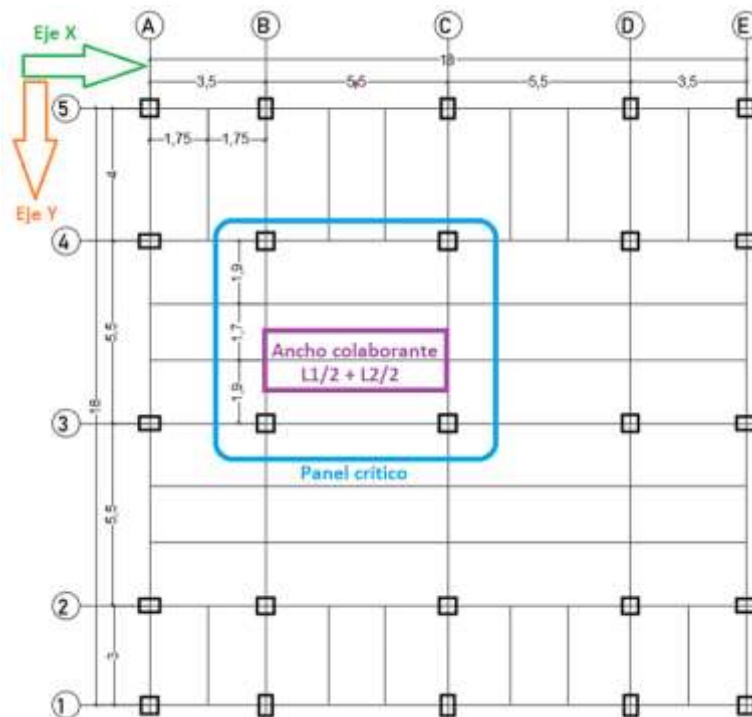 A B C D E
Eje X
18
3,5 5,5 5,5 3,5
5
1,75 1,75
4
Eje Y
4
1,9
5,5
1,7
Ancho colaborante
L1/2 + L2/2
1,9
18
3
Panel crítico
5,5
2
3
1